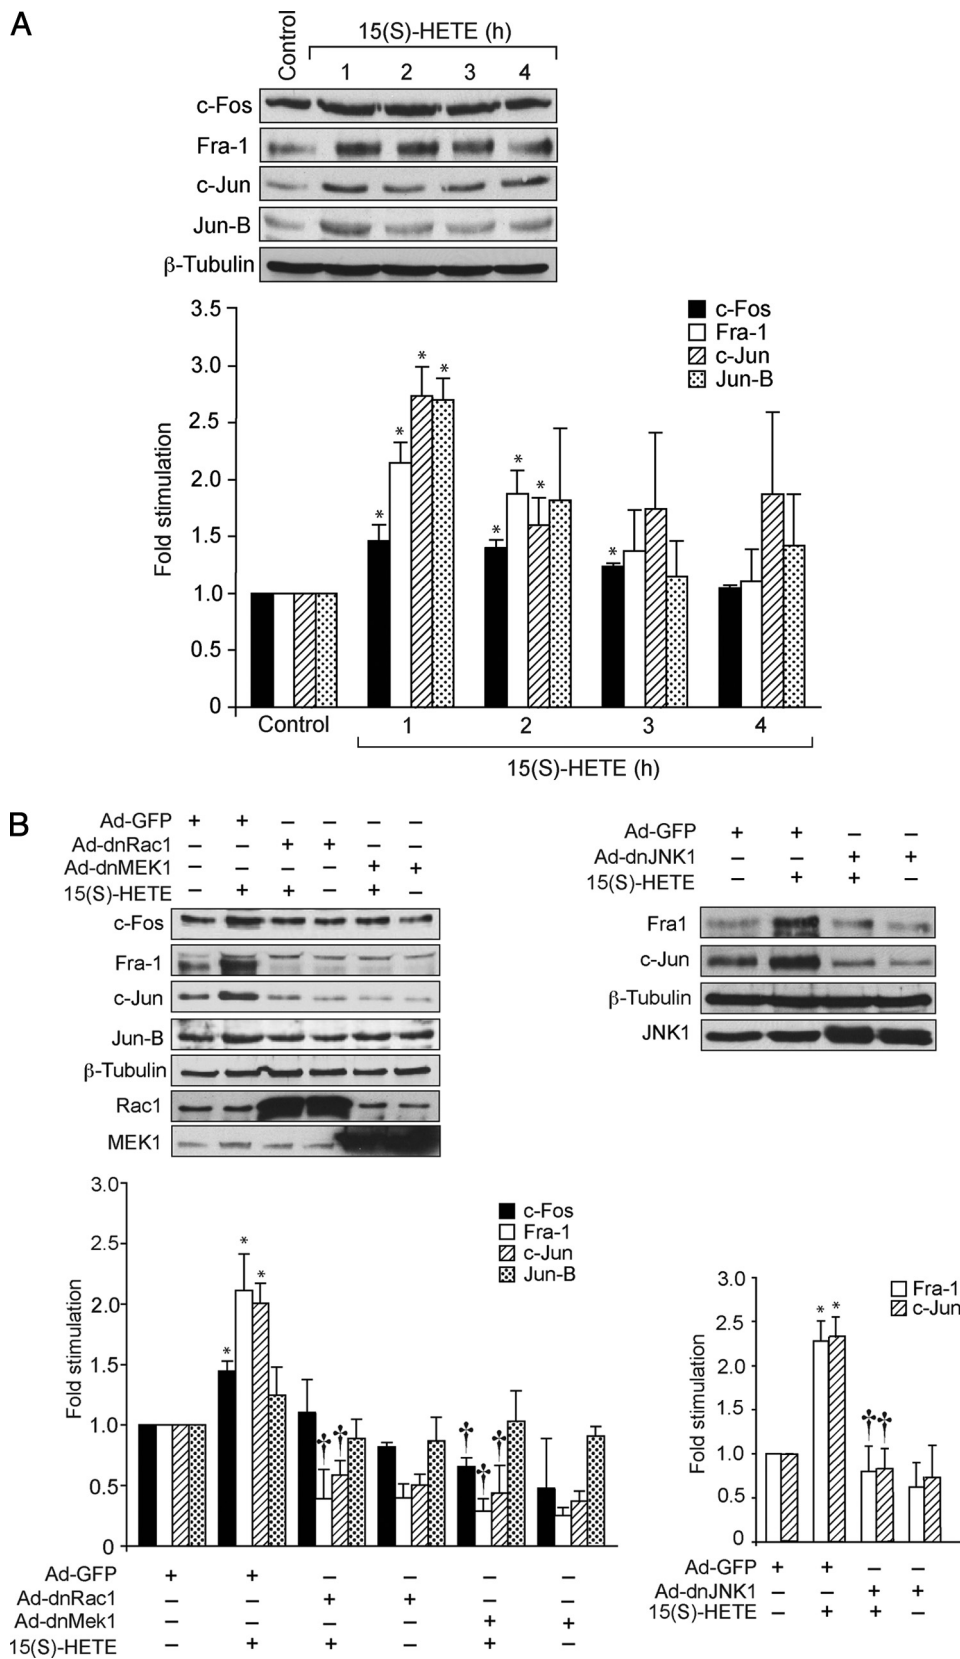 A
Control
15(S)-HETE (h)
1 2 3 4
c-Fos
Fra-1
c-Jun
Jun-B
β-Tubulin
3.5
3.0
2.5
2.0
1.5
1.0
0.5
0
Fold stimulation
c-Fos
Fra-1
c-Jun
Jun-B
* * * *
* * *
*
Control 1 2 3 4
15(S)-HETE (h)
B
Ad-GFP + + – – – –
Ad-dnRac1 – – + + – –
Ad-dnMEK1 – – – – + +
15(S)-HETE – + + – + –
c-Fos
Fra-1
c-Jun
Jun-B
β-Tubulin
Rac1
MEK1
Ad-GFP + + – –
Ad-dnJNK1 – – + +
15(S)-HETE – + + –
Fra1
c-Jun
β-Tubulin
JNK1
3.0
2.5
2.0
1.5
1.0
0.5
0
Fold stimulation
c-Fos
Fra-1
c-Jun
Jun-B
* * *
† † † † †
Ad-GFP + + – – – –
Ad-dnRac1 – – + + – –
Ad-dnMek1 – – – – + +
15(S)-HETE – + + – + –
3.0
2.5
2.0
1.5
1.0
0.5
0
Fold stimulation
Fra-1
c-Jun
* *
† †
Ad-GFP + + – –
Ad-dnJNK1 – – + +
15(S)-HETE – + + –